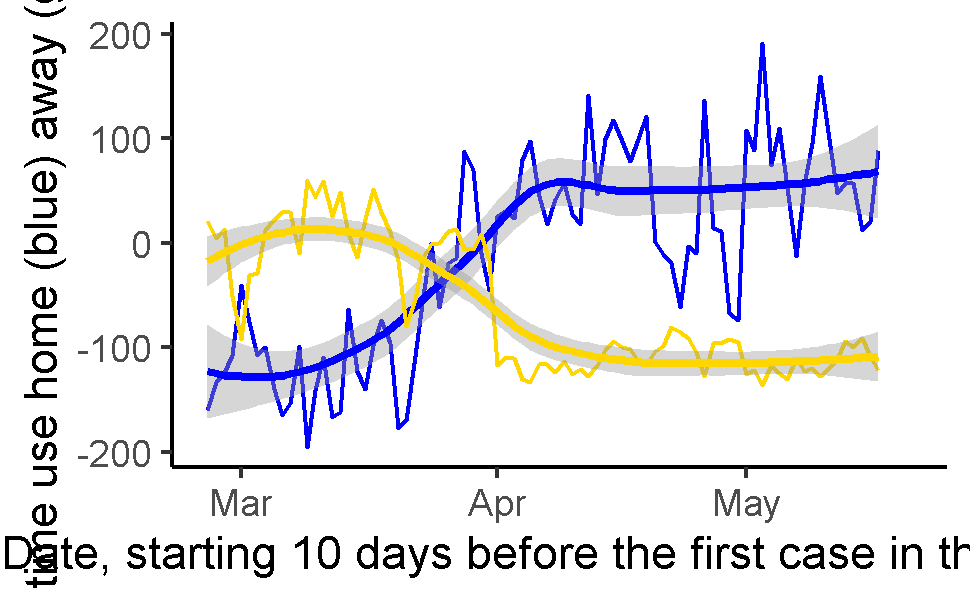 time use home (blue) away (
200
100
0
-100
-200
Mar Apr May
Date, starting 10 days before the first case in th